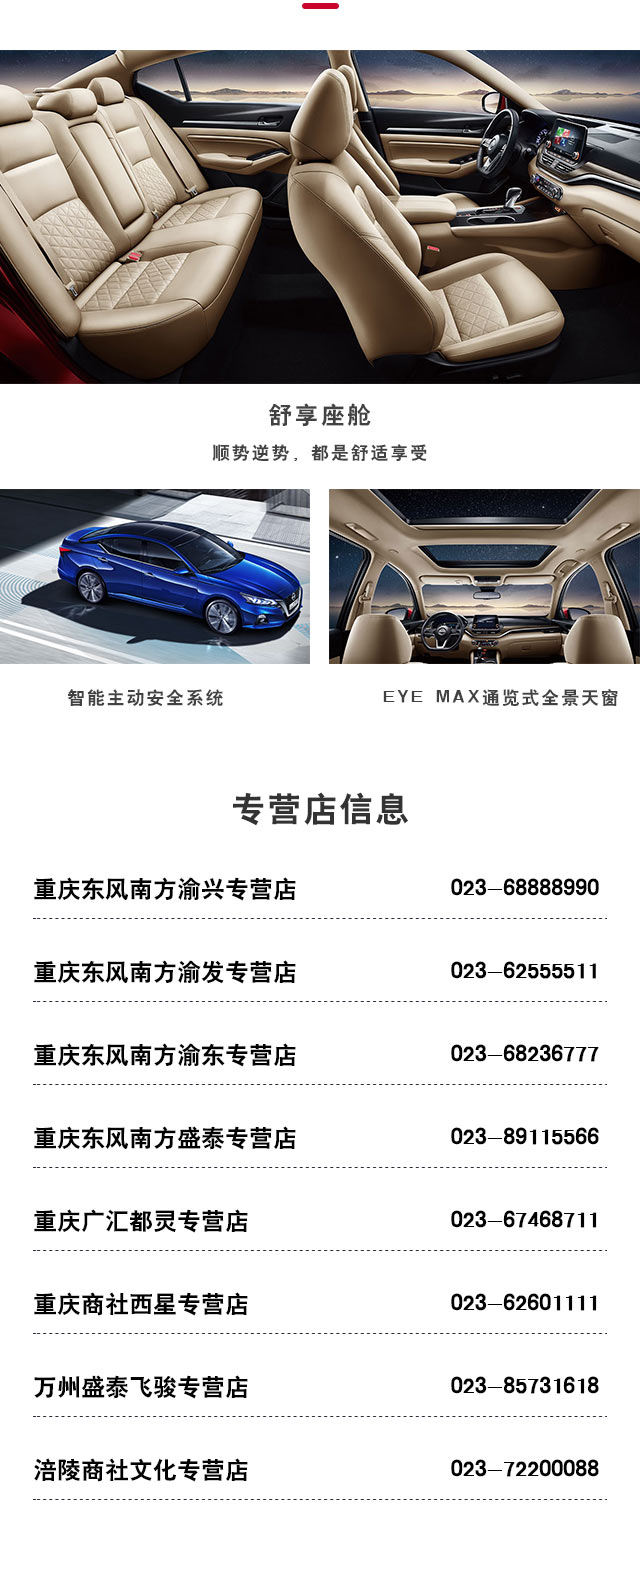 舒享座舱
顺势逆势，都是舒适享受
智能主动安全系统
EYE MAX通览式全景天窗
专营店信息
重庆东风南方渝兴专营店 023-68888990
重庆东风南方渝发专营店 023-62555511
重庆东风南方渝东专营店 023-68236777
重庆东风南方盛泰专营店 023-89115566
重庆广汇都灵专营店 023-67468711
重庆商社西星专营店 023-62601111
万州盛泰飞骏专营店 023-85731618
涪陵商社文化专营店 023-72200088